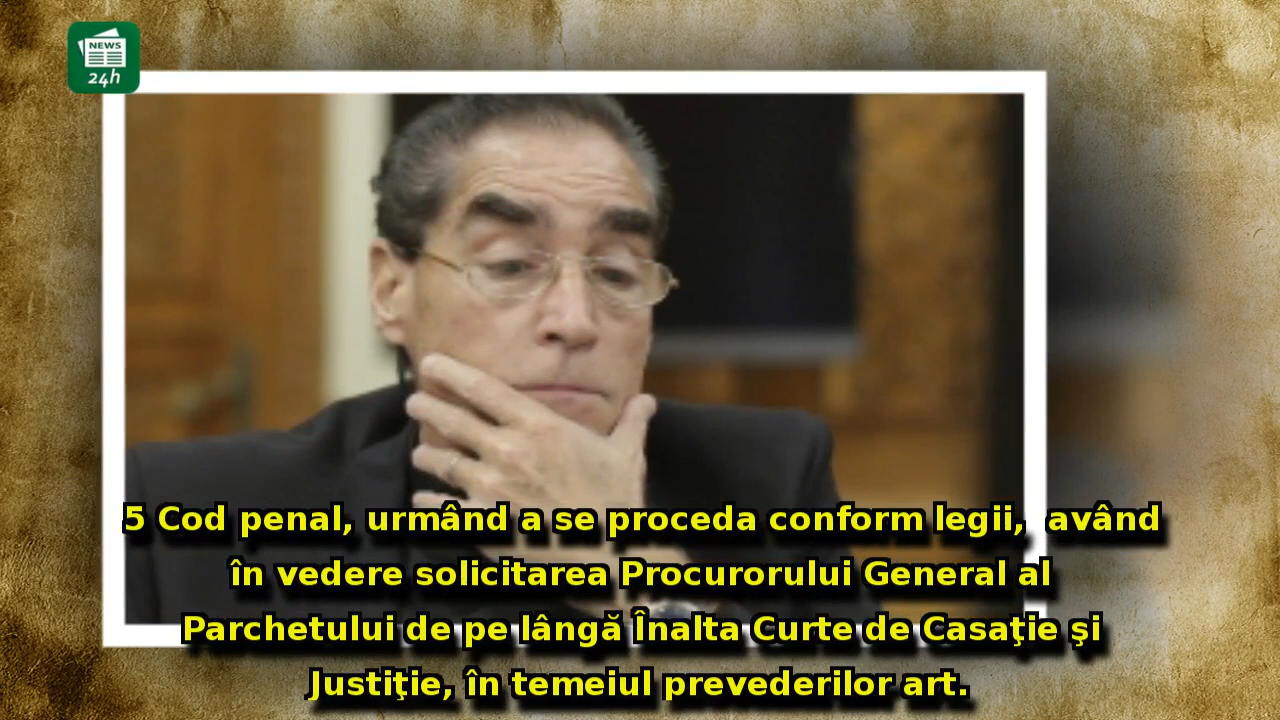 NEWS
24h
5 Cod penal, urmând a se proceda conform legii,  având
în vedere solicitarea Procurorului General al
Parchetului de pe lângă Înalta Curte de Casaţie şi
Justiţie, în temeiul prevederilor art.